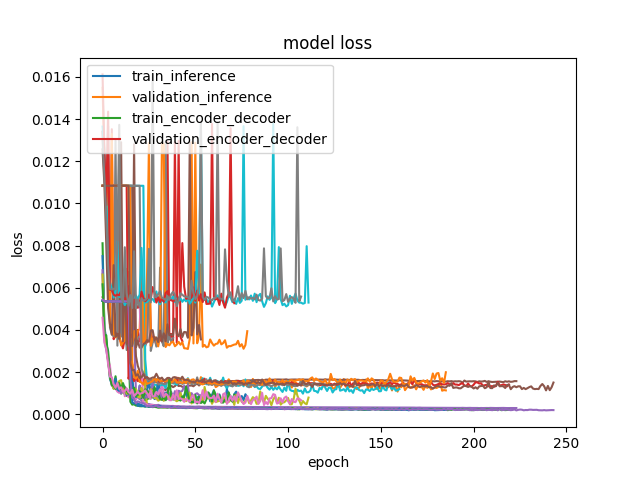 model loss
train_inference
validation_inference
train_encoder_decoder
validation_encoder_decoder
0.016
0.014
0.012
0.010
0.008
0.006
0.004
0.002
0.000
loss
0 50 100 150 200 250
epoch